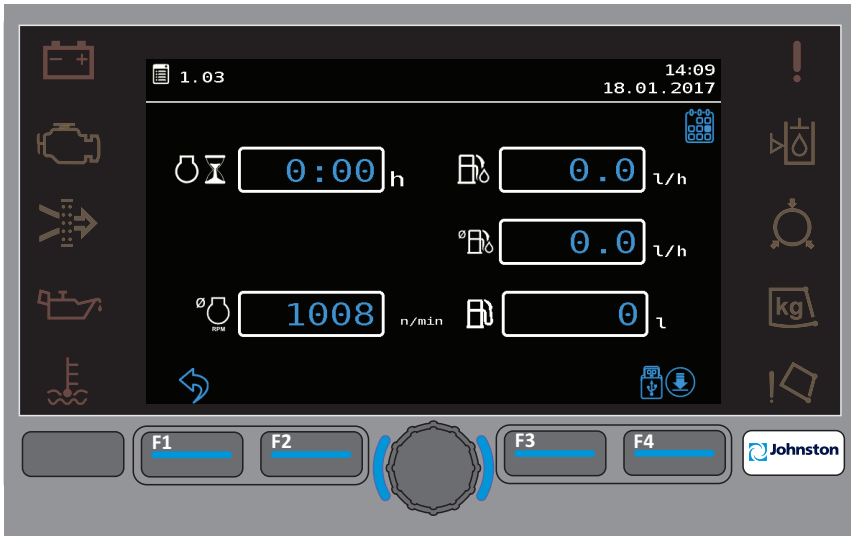 1.03
14:09
18.01.2017
0:00 h
0.0 l/h
ø
0.0 l/h
ø
RPM
1008 n/min
0 l
kg
F1
F2
F3
F4
Johnston